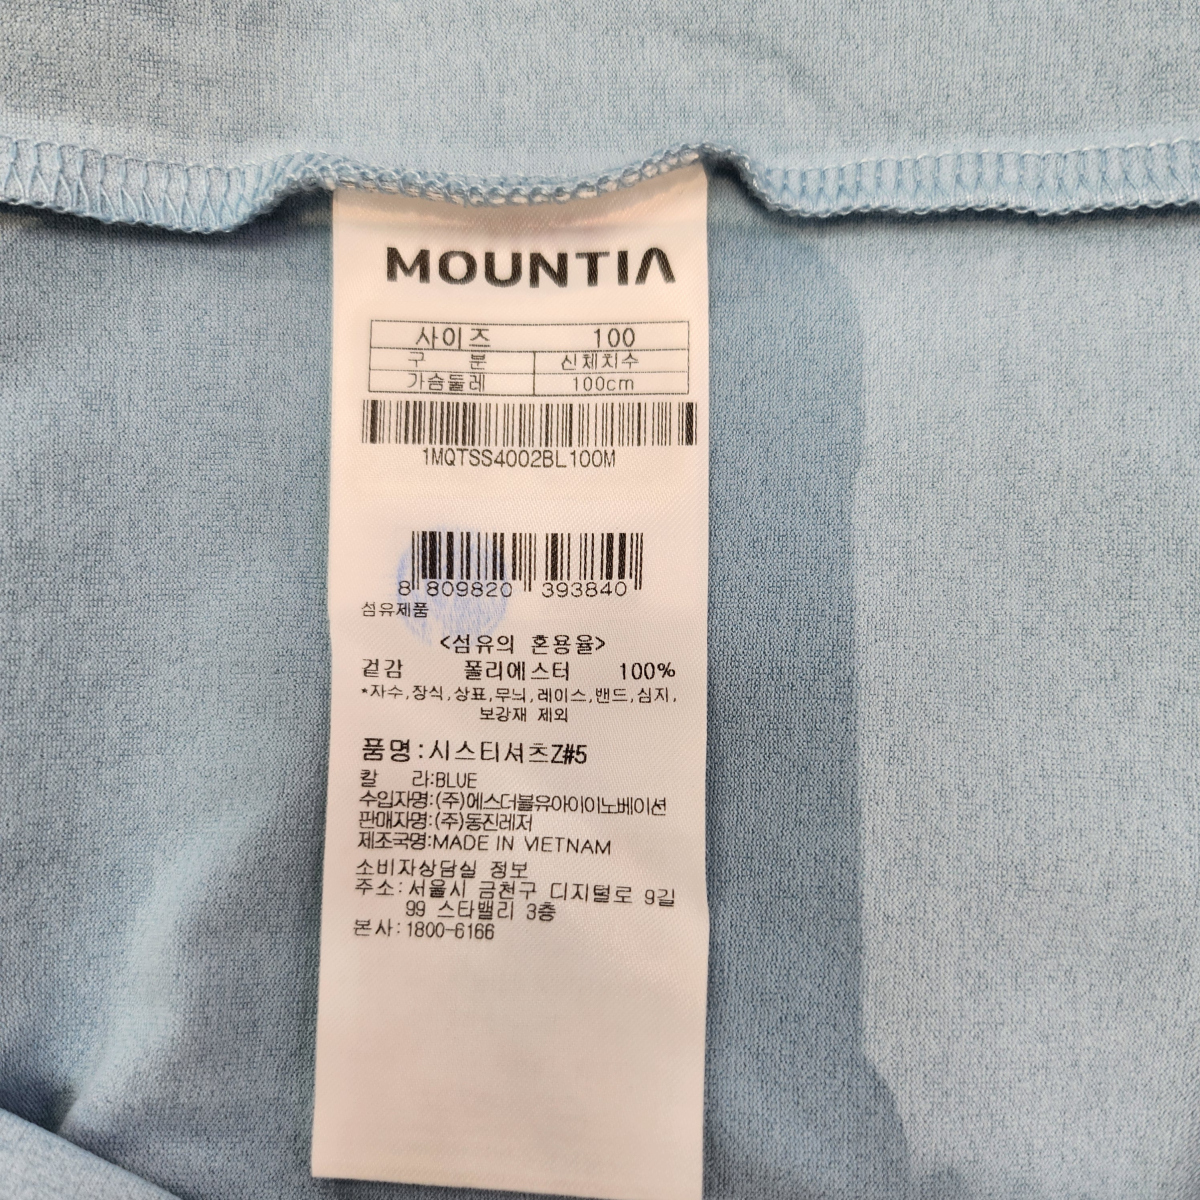 MOUNTIA
사이즈 100
구 분 신체치수
가슴둘레 100cm
1MQTSS4002BL100M
8 809820 393840
섬유제품
<섬유의 혼용율>
겉감 폴리에스터 100%
*자수,장식,상표,무늬,레이스,밴드,심지,
보강재 제외
품명:시스티셔츠Z#5
칼 라:BLUE
수입자명:(주)에스더블유아이이노베이션
판매자명:(주)동진레저
제조국명:MADE IN VIETNAM
소비자상담실 정보
주소:서울시 금천구 디지털로 9길
99 스타밸리 3층
본사:1800-6166